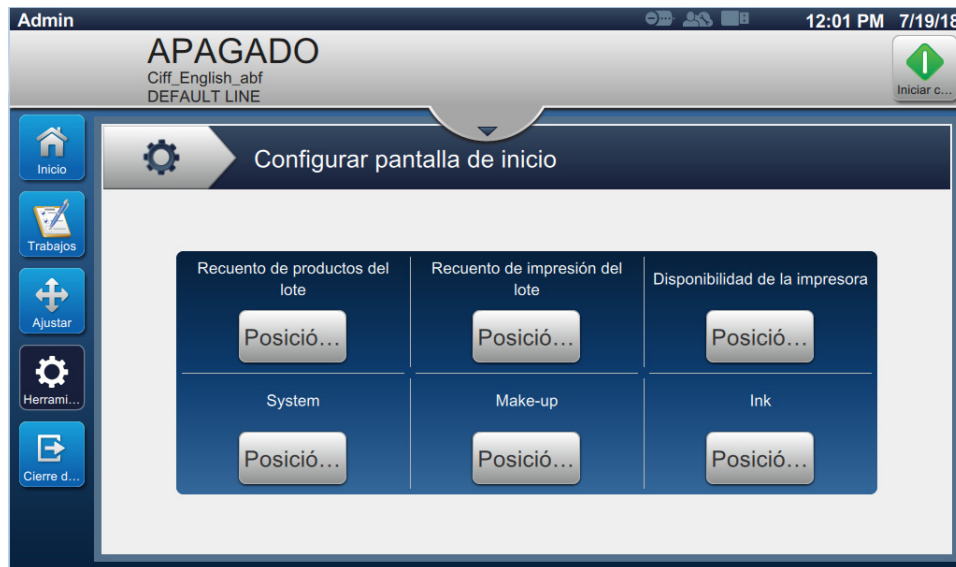 Admin
12:01 PM 7/19/18
APAGADO
Ciff_English_abf
DEFAULT LINE
Iniciar c...
Inicio
Trabajos
Ajustar
Herrami...
Cierre d...
Configurar pantalla de inicio
Recuento de productos del
lote
Posició...
Recuento de impresión del
lote
Posició...
Disponibilidad de la impresora
Posició...
System
Posició...
Make-up
Posició...
Ink
Posició...